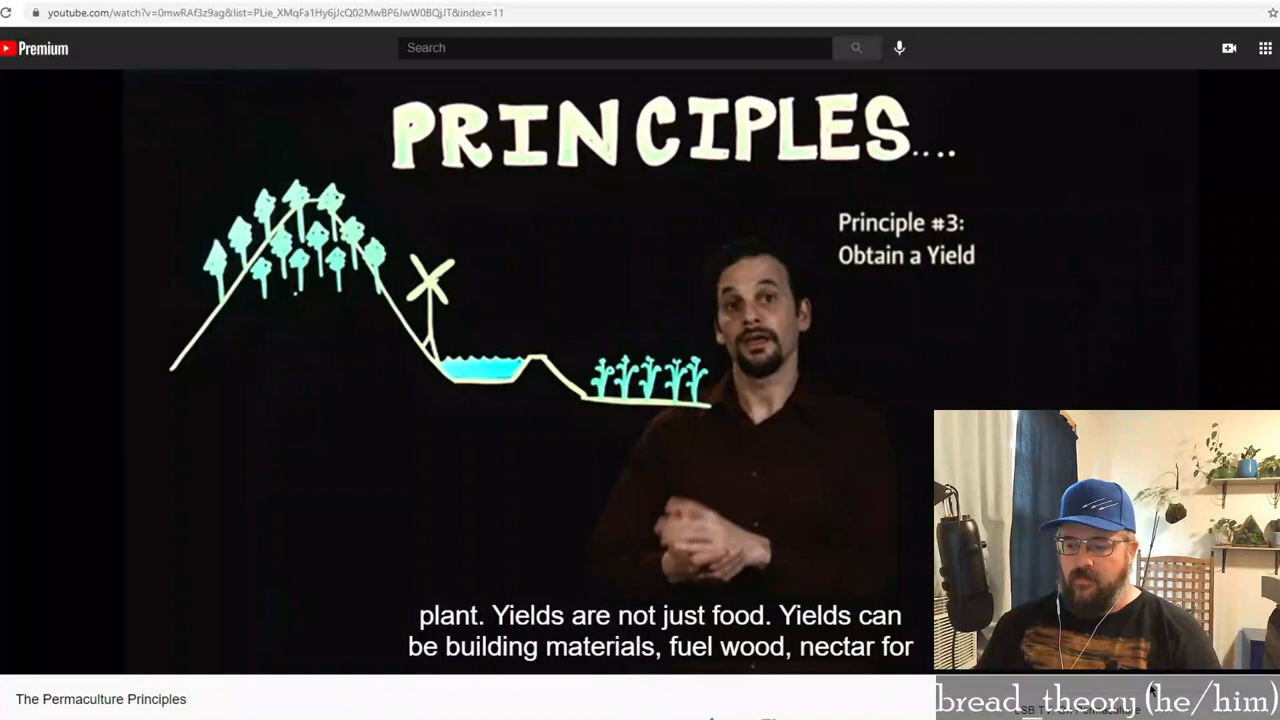 youtube.com/watch?v=0mwRAf3z9ag&list=PLie_XMqFa1Hy6jJcQ02MwBP6JwW0BQjJT&index=11
Premium
Search
PRINCIPLES....
Principle #3:
Obtain a Yield
plant. Yields are not just food. Yields can
be building materials, fuel wood, nectar for
The Permaculture Principles
bread_theory (he/him)